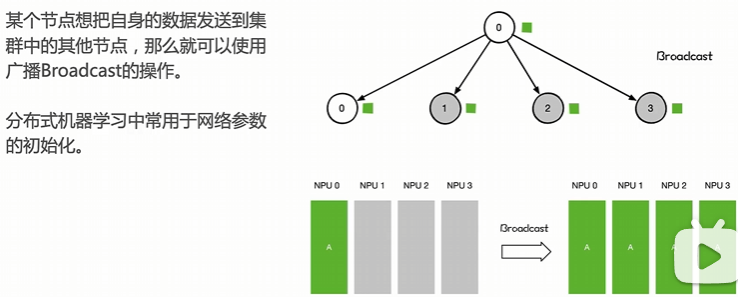 某个节点想把自身的数据发送到集
群中的其他节点，那么就可以使用
广播Broadcast的操作。
分布式机器学习中常用于网络参数
的初始化。
0
Broadcast
0 1 2 3
NPU 0 NPU 1 NPU 2 NPU 3
A
Broadcast
NPU 0 NPU 1 NPU 2 NPU 3
A A A A